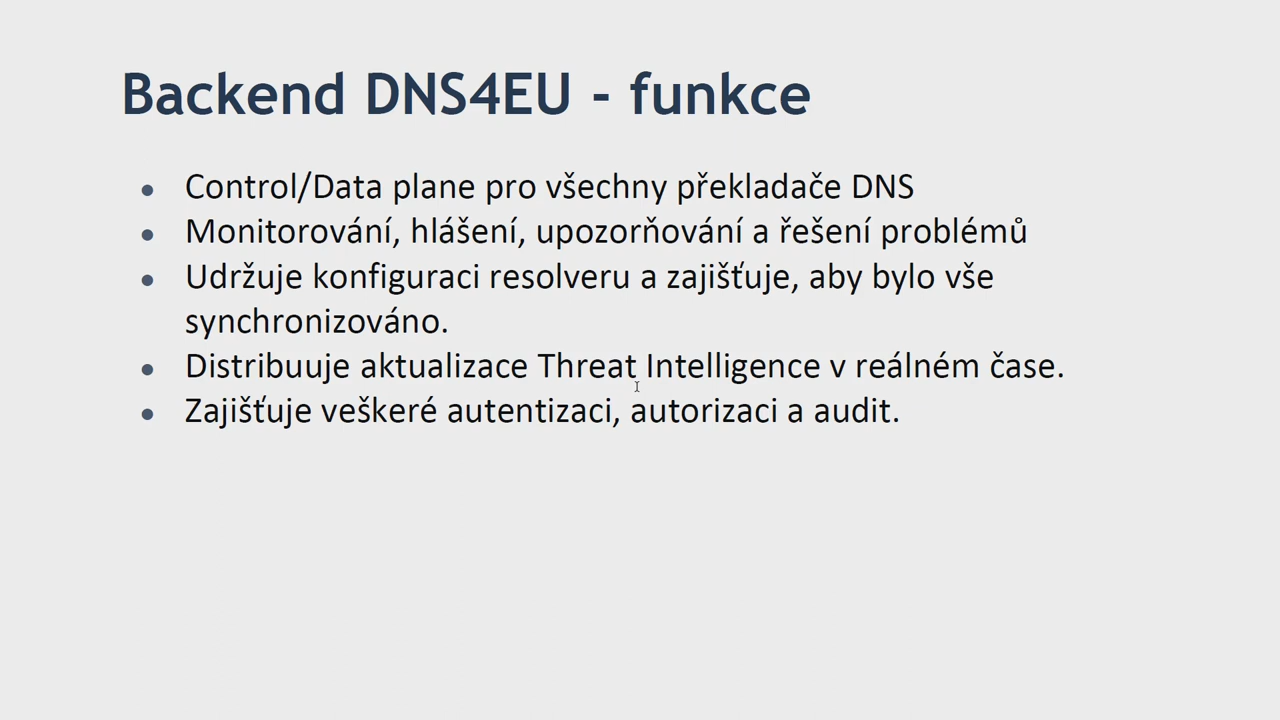 Backend DNS4EU - funkce
● Control/Data plane pro všechny překladače DNS
● Monitorování, hlášení, upozorňování a řešení problémů
● Udržuje konfiguraci resolveru a zajišťuje, aby bylo vše
synchronizováno.
● Distribuuje aktualizace Threat Intelligence v reálném čase.
● Zajišťuje veškeré autentizaci, autorizaci a audit.